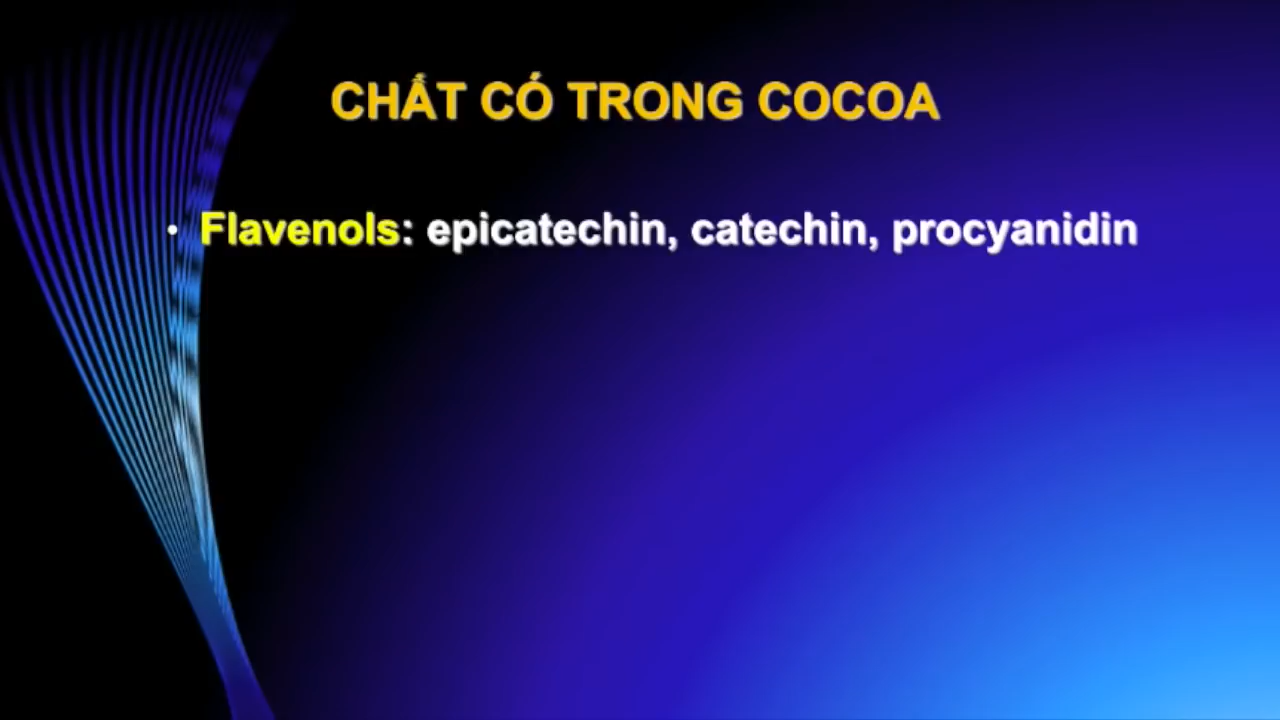 CHẤT CÓ TRONG COCOA
• Flavenols: epicatechin, catechin, procyanidin